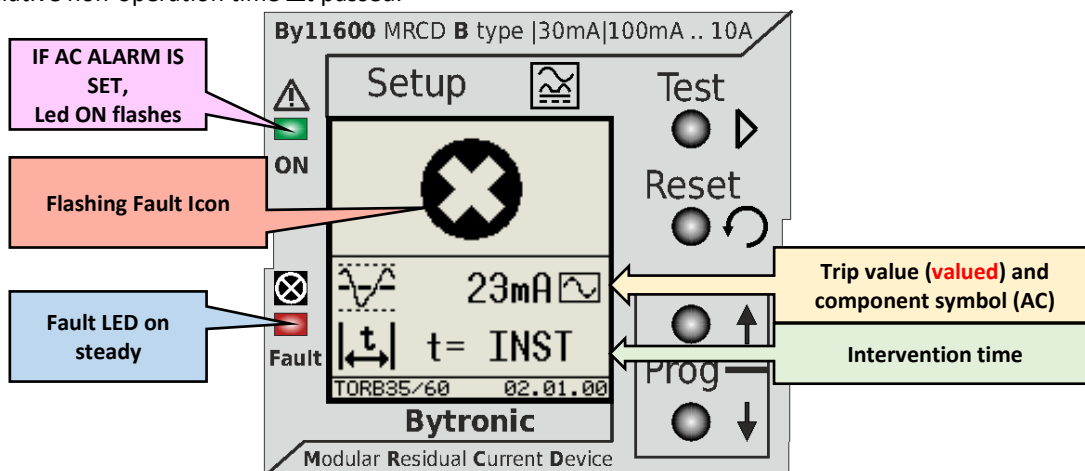 By11600 MRCD B type |30mA|100mA .. 10A
IF AC ALARM IS
SET,
Led ON flashes
Setup
Test
ON
Reset
Flashing Fault Icon
23mA
Trip value (valued) and
component symbol (AC)
Fault LED on
steady
Fault
t
t= INST
Intervention time
Prog
TORB35/60 02.01.00
Bytronic
Modular Residual Current Device